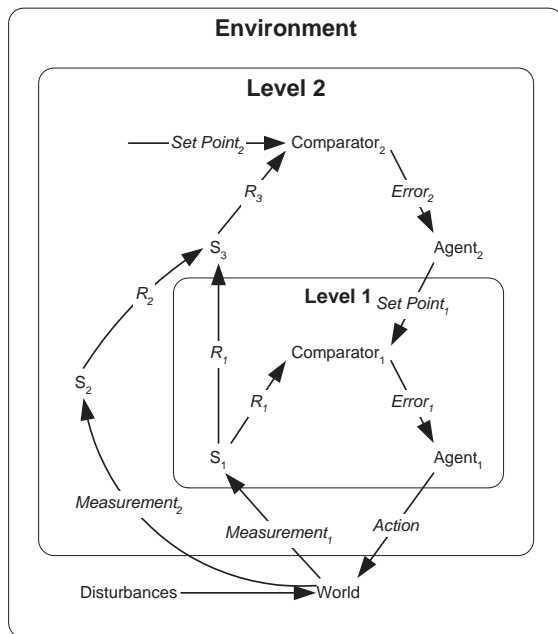 Environment
Level 2
Set Point₂
Comparator₂
R₃
Error₂
S₃
Agent₂
Level 1
Set Point₁
R₂
R₁
Comparator₁
S₂
R₁
Error₁
S₁
Agent₁
Measurement₂
Measurement₁
Action
Disturbances
World